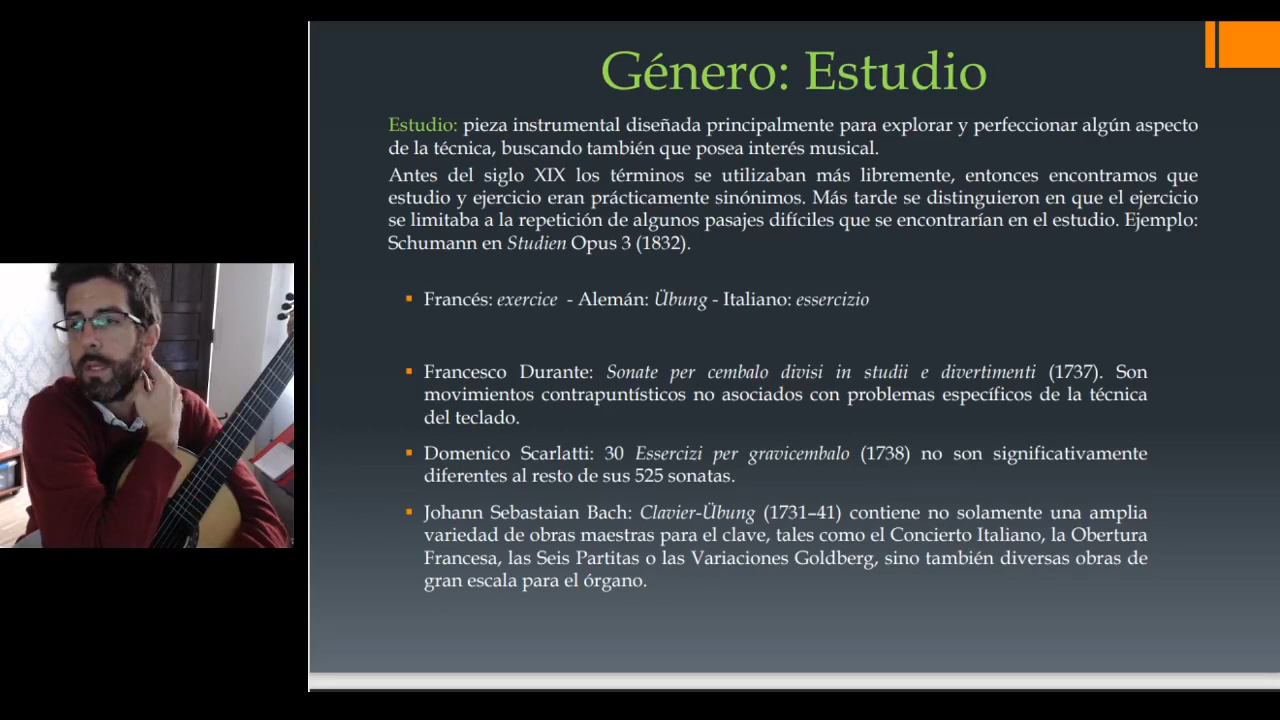 Género: Estudio
Estudio: pieza instrumental diseñada principalmente para explorar y perfeccionar algún aspecto
de la técnica, buscando también que posea interés musical.
Antes del siglo XIX los términos se utilizaban más libremente, entonces encontramos que
estudio y ejercicio eran prácticamente sinónimos. Más tarde se distinguieron en que el ejercicio
se limitaba a la repetición de algunos pasajes difíciles que se encontrarían en el estudio. Ejemplo:
Schumann en Studien Opus 3 (1832).
▪ Francés: exercice - Alemán: Übung - Italiano: essercizio
▪ Francesco Durante: Sonate per cembalo divisi in studii e divertimenti (1737). Son
movimientos contrapuntísticos no asociados con problemas específicos de la técnica
del teclado.
▪ Domenico Scarlatti: 30 Essercizi per gravicembalo (1738) no son significativamente
diferentes al resto de sus 525 sonatas.
▪ Johann Sebastaian Bach: Clavier-Übung (1731–41) contiene no solamente una amplia
variedad de obras maestras para el clave, tales como el Concierto Italiano, la Obertura
Francesa, las Seis Partitas o las Variaciones Goldberg, sino también diversas obras de
gran escala para el órgano.